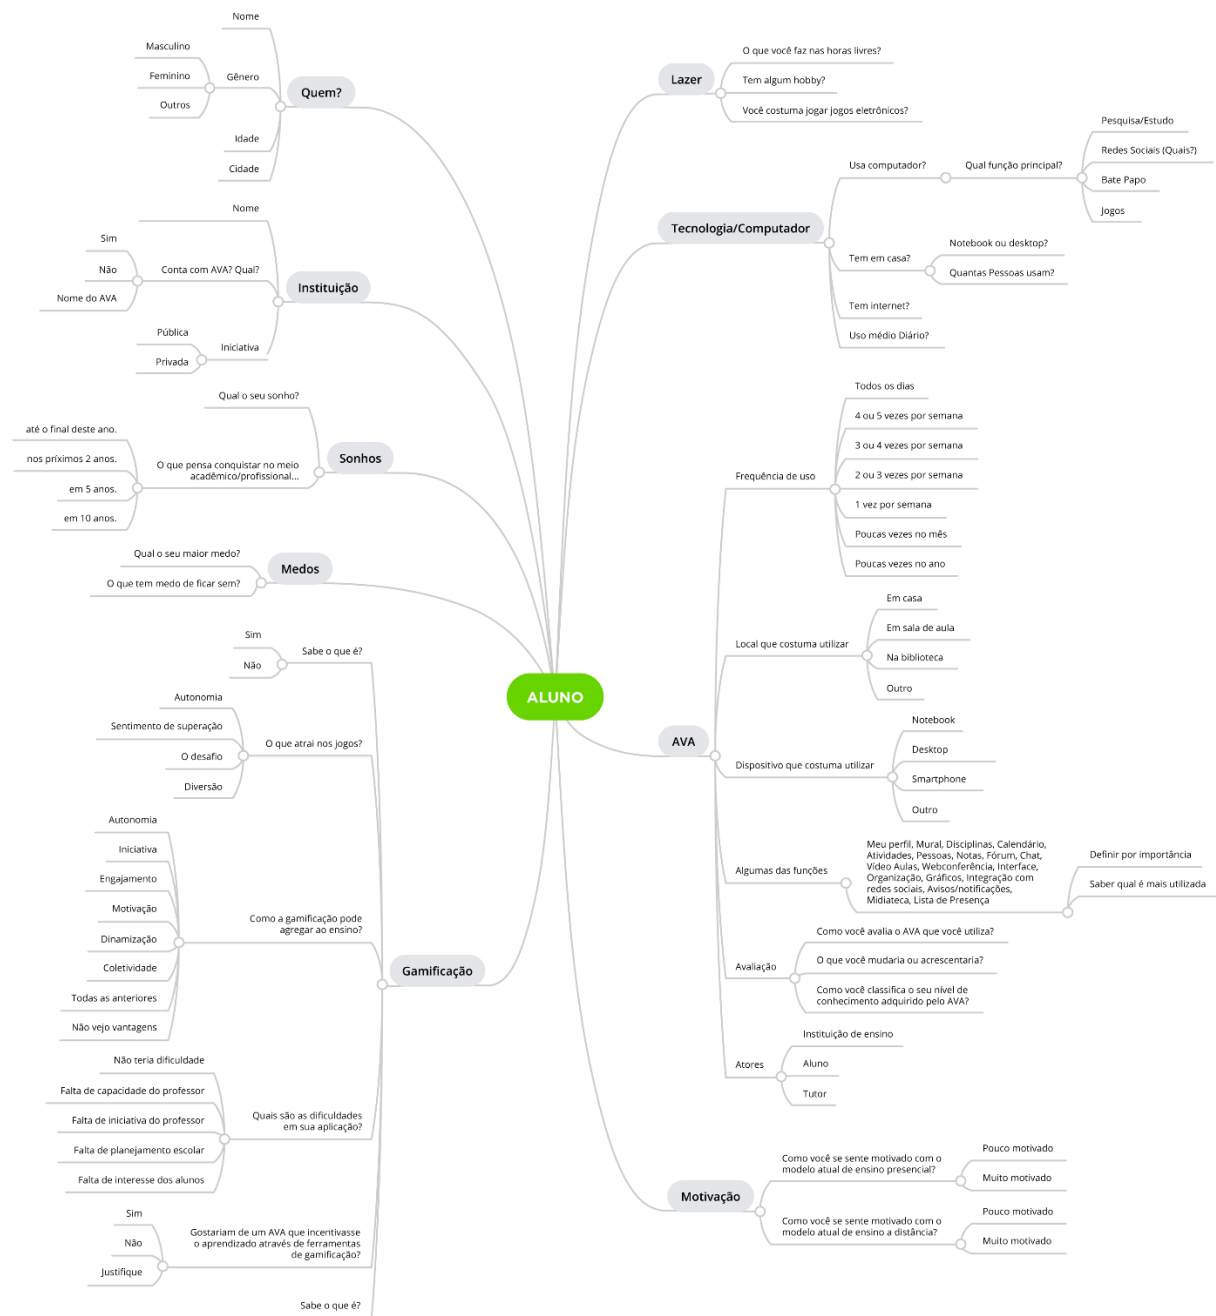 Nome
Masculino
Feminino
Outros
Gênero
Idade
Cidade
Quem?
Nome
Sim
Não
Nome do AVA
Conta com AVA? Qual?
Pública
Privada
Iniciativa
Instituição
Qual o seu sonho?
até o final deste ano.
nos príximos 2 anos.
em 5 anos.
em 10 anos.
O que pensa conquistar no meio
acadêmico/profissional...
Sonhos
Qual o seu maior medo?
O que tem medo de ficar sem?
Medos
Sim
Não
Sabe o que é?
Autonomia
Sentimento de superação
O desafio
Diversão
O que atrai nos jogos?
Autonomia
Iniciativa
Engajamento
Motivação
Dinamização
Coletividade
Todas as anteriores
Não vejo vantagens
Como a gamificação pode
agregar ao ensino?
Gamificação
Não teria dificuldade
Falta de capacidade do professor
Falta de iniciativa do professor
Falta de planejamento escolar
Falta de interesse dos alunos
Quais são as dificuldades
em sua aplicação?
Sim
Não
Justifique
Gostariam de um AVA que incentivasse
o aprendizado através de ferramentas
de gamificação?
Sabe o que é?
ALUNO
Lazer
O que você faz nas horas livres?
Tem algum hobby?
Você costuma jogar jogos eletrônicos?
Tecnologia/Computador
Usa computador?
Qual função principal?
Pesquisa/Estudo
Redes Sociais (Quais?)
Bate Papo
Jogos
Tem em casa?
Notebook ou desktop?
Quantas Pessoas usam?
Tem internet?
Uso médio Diário?
AVA
Frequência de uso
Todos os dias
4 ou 5 vezes por semana
3 ou 4 vezes por semana
2 ou 3 vezes por semana
1 vez por semana
Poucas vezes no mês
Poucas vezes no ano
Local que costuma utilizar
Em casa
Em sala de aula
Na biblioteca
Outro
Dispositivo que costuma utilizar
Notebook
Desktop
Smartphone
Outro
Algumas das funções
Meu perfil, Mural, Disciplinas, Calendário,
Atividades, Pessoas, Notas, Fórum, Chat,
Vídeo Aulas, Webconferência, Interface,
Organização, Gráficos, Integração com
redes sociais, Avisos/notificações,
Midiateca, Lista de Presença
Definir por importância
Saber qual é mais utilizada
Avaliação
Como você avalia o AVA que você utiliza?
O que você mudaria ou acrescentaria?
Como você classifica o seu nível de
conhecimento adquirido pelo AVA?
Atores
Instituição de ensino
Aluno
Tutor
Motivação
Como você se sente motivado com o
modelo atual de ensino presencial?
Pouco motivado
Muito motivado
Como você se sente motivado com o
modelo atual de ensino a distância?
Pouco motivado
Muito motivado